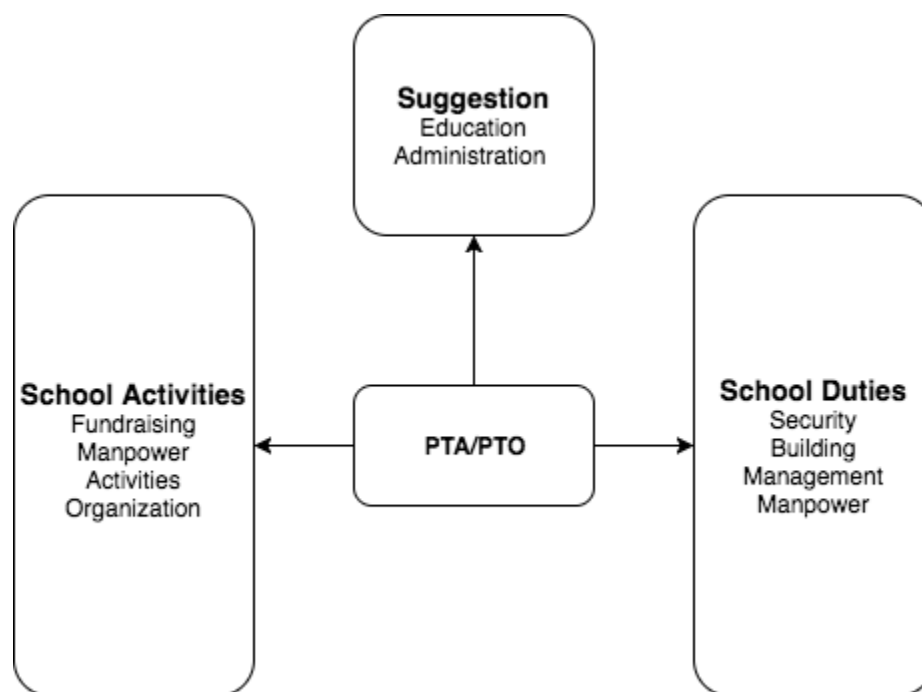 Suggestion
Education
Administration
School Activities
Fundraising
Manpower
Activities
Organization
PTA/PTO
School Duties
Security
Building
Management
Manpower